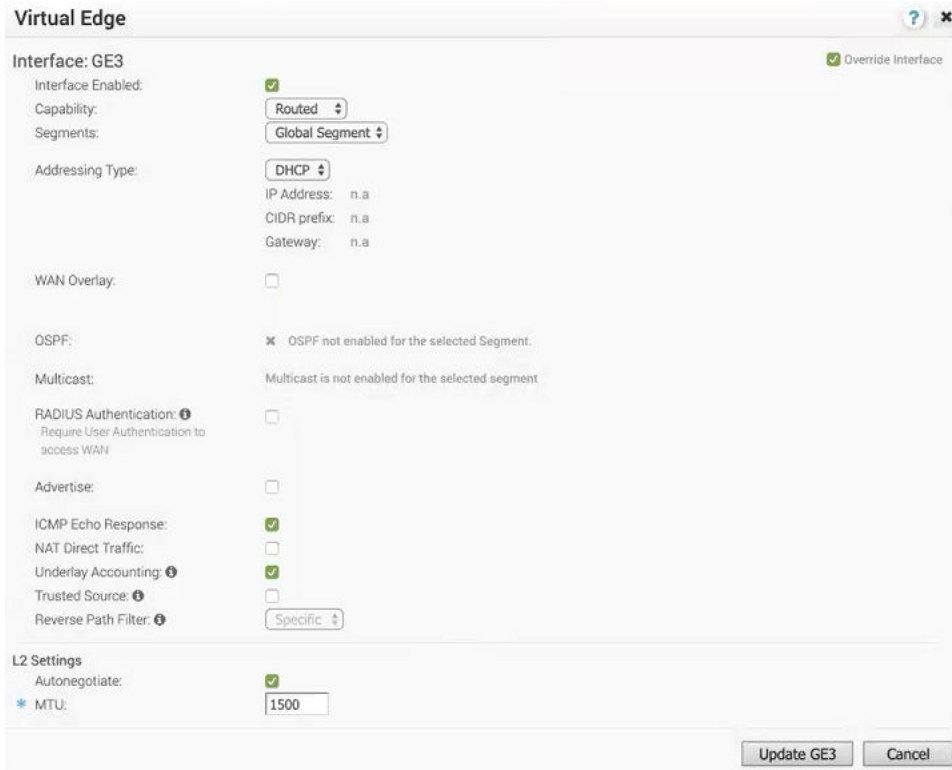 Virtual Edge ? ✖
Interface: GE3 Override Interface
Interface Enabled:
Capability: Routed
Segments: Global Segment
Addressing Type: DHCP
IP Address: n.a
CIDR prefix: n.a
Gateway: n.a
WAN Overlay:
OSPF: ✖ OSPF not enabled for the selected Segment.
Multicast: Multicast is not enabled for the selected segment
RADIUS Authentication:
Require User Authentication to
access WAN
Advertise:
ICMP Echo Response:
NAT Direct Traffic:
Underlay Accounting:
Trusted Source:
Reverse Path Filter: Specific
L2 Settings
Autonegotiate:
* MTU: 1500
Update GE3 Cancel